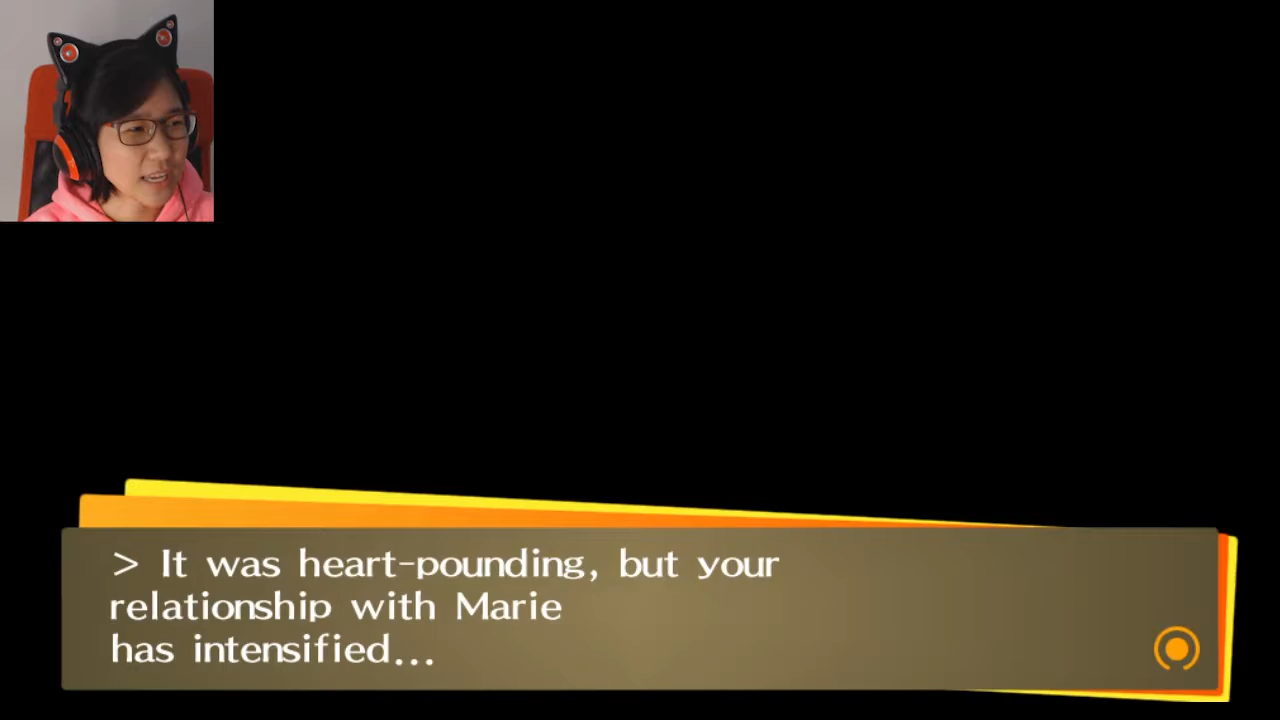 > It was heart-pounding, but your
relationship with Marie
has intensified...